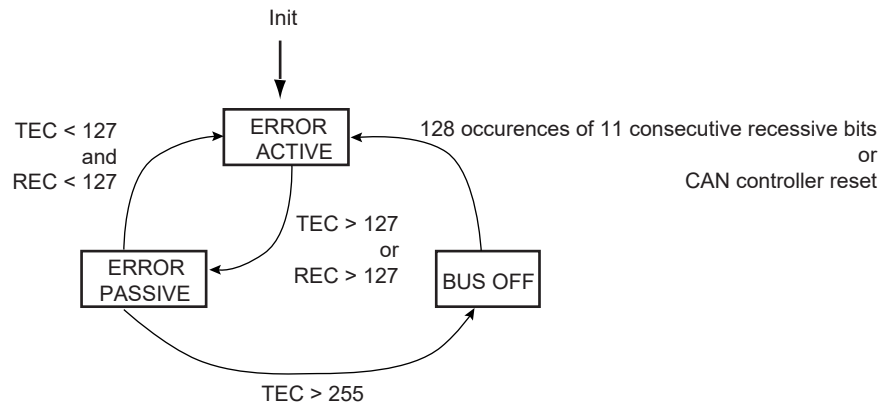 Init
ERROR
ACTIVE
TEC < 127
and
REC < 127
128 occurences of 11 consecutive recessive bits
or
CAN controller reset
TEC > 127
or
REC > 127
ERROR
PASSIVE
BUS OFF
TEC > 255